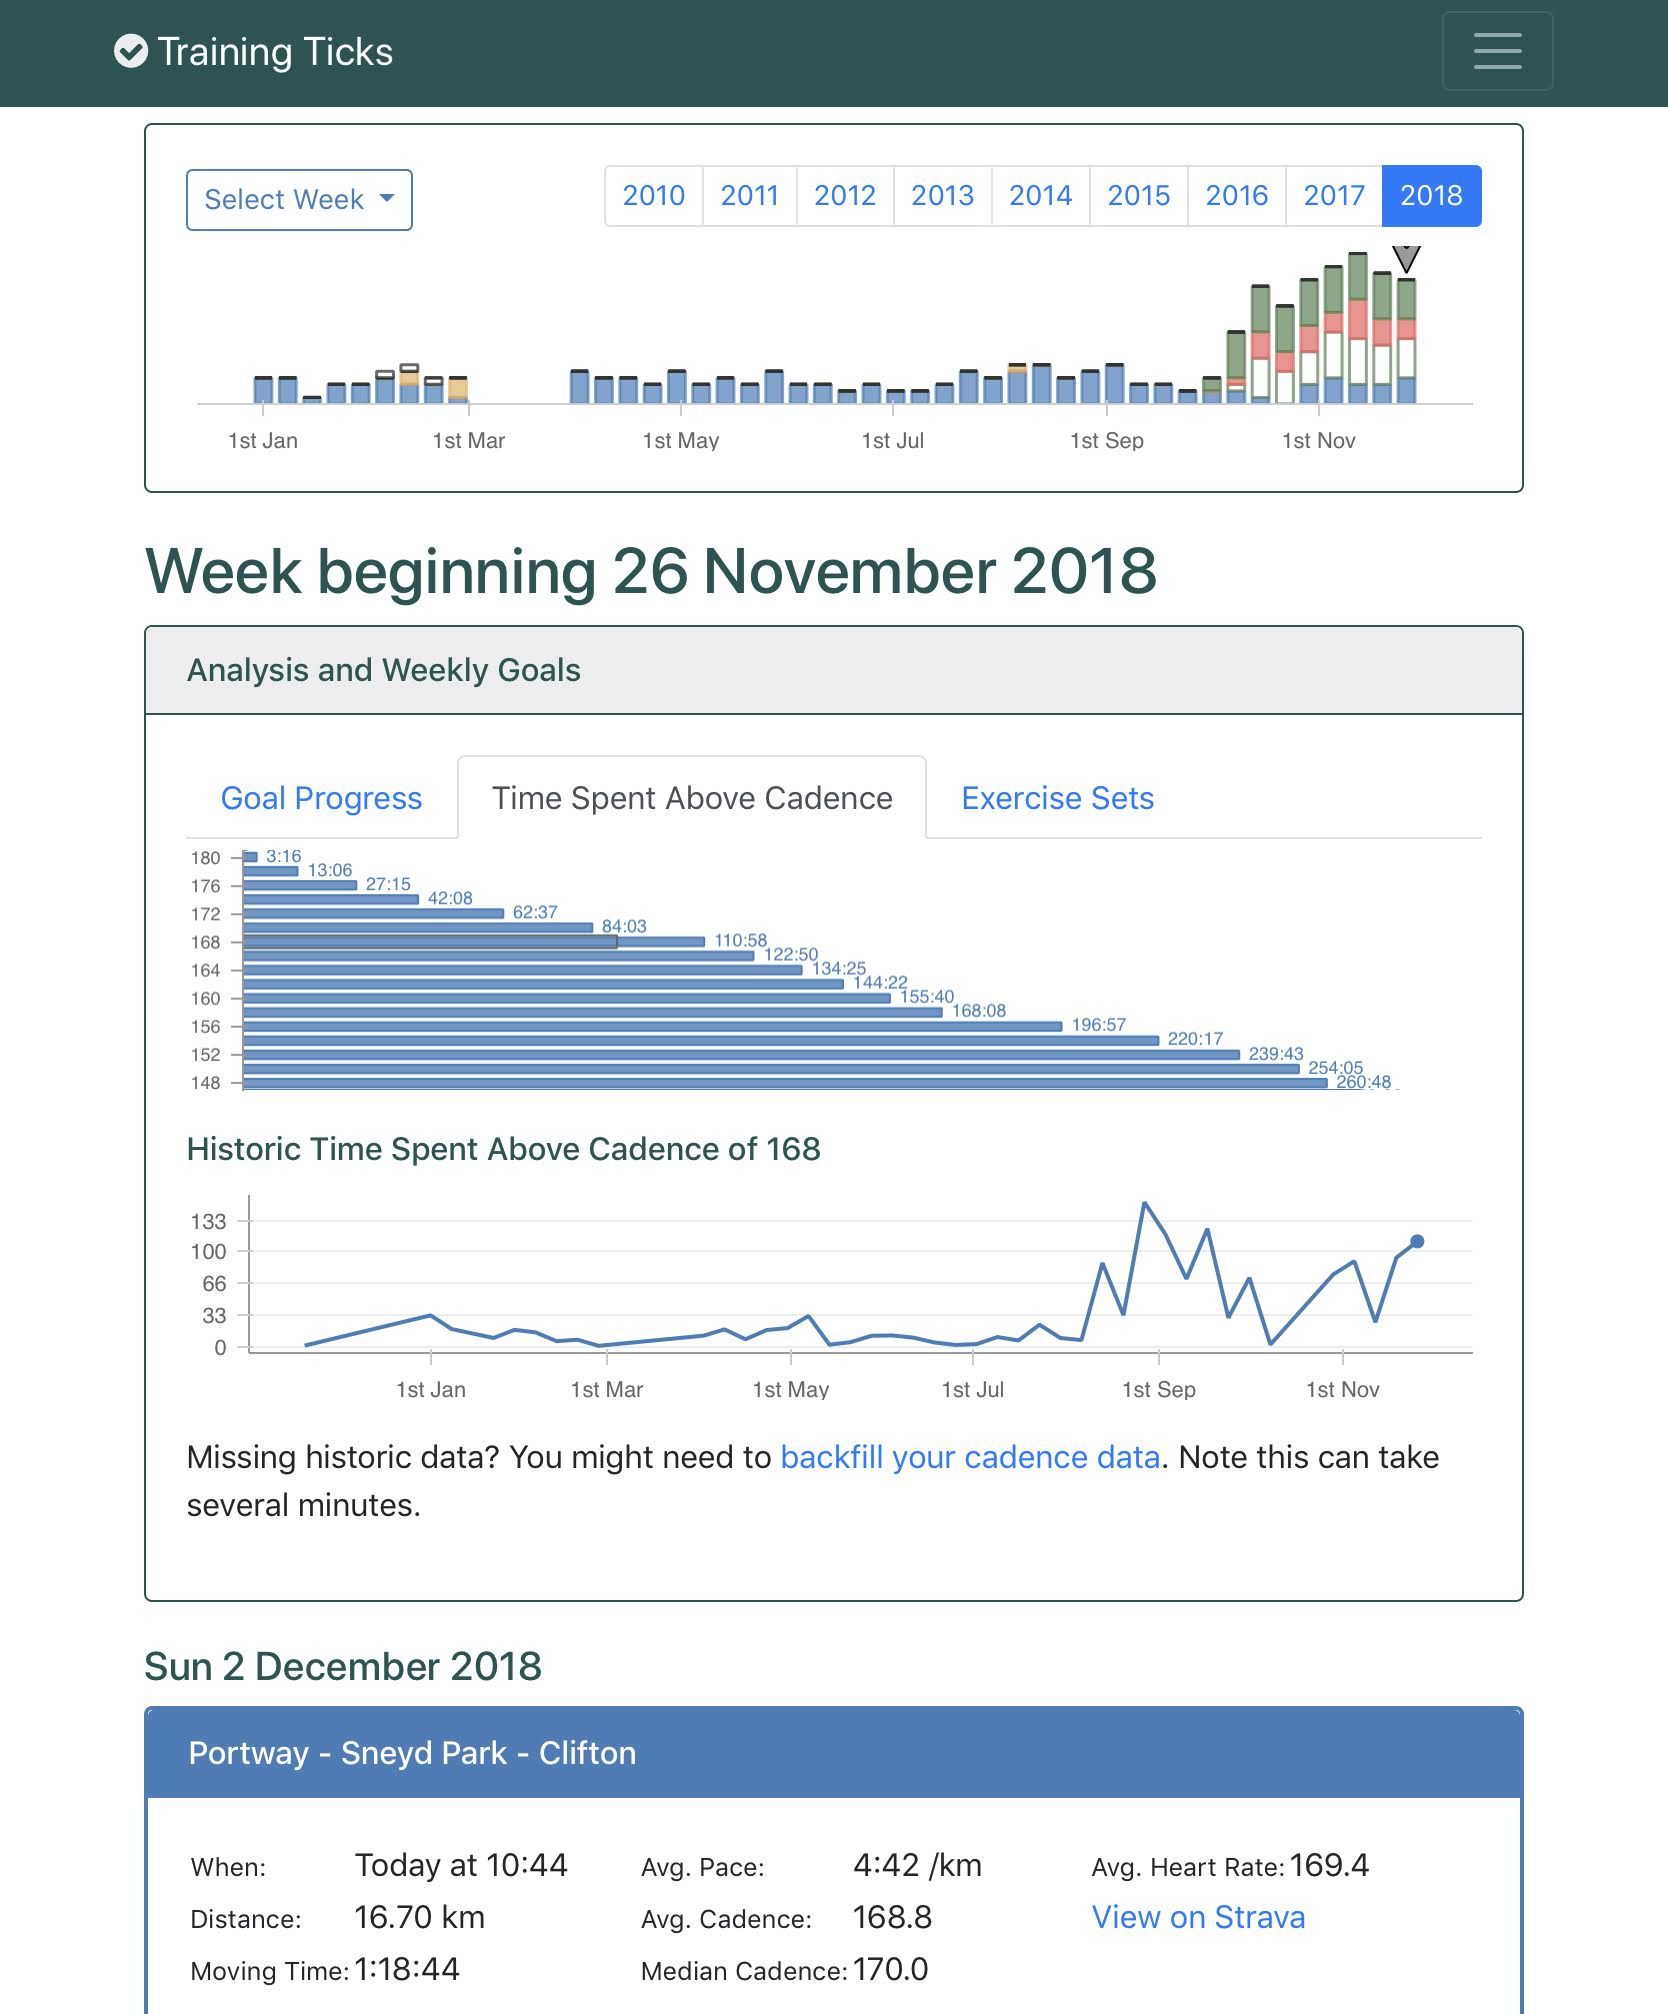 Training Ticks
Select Week
2010 2011 2012 2013 2014 2015 2016 2017 2018
1st Jan 1st Mar 1st May 1st Jul 1st Sep 1st Nov
Week beginning 26 November 2018
Analysis and Weekly Goals
Goal Progress Time Spent Above Cadence Exercise Sets
180 3:16
13:06
176 27:15
42:08
172 62:37
84:03
168 110:58
122:50
164 134:25
144:22
160 155:40
168:08
156 196:57
220:17
152 239:43
254:05
148 260:48
Historic Time Spent Above Cadence of 168
133
100
66
33
0
1st Jan 1st Mar 1st May 1st Jul 1st Sep 1st Nov
Missing historic data? You might need to backfill your cadence data. Note this can take
several minutes.
Sun 2 December 2018
Portway - Sneyd Park - Clifton
When: Today at 10:44 Avg. Pace: 4:42 /km Avg. Heart Rate: 169.4
Distance: 16.70 km Avg. Cadence: 168.8 View on Strava
Moving Time: 1:18:44 Median Cadence: 170.0